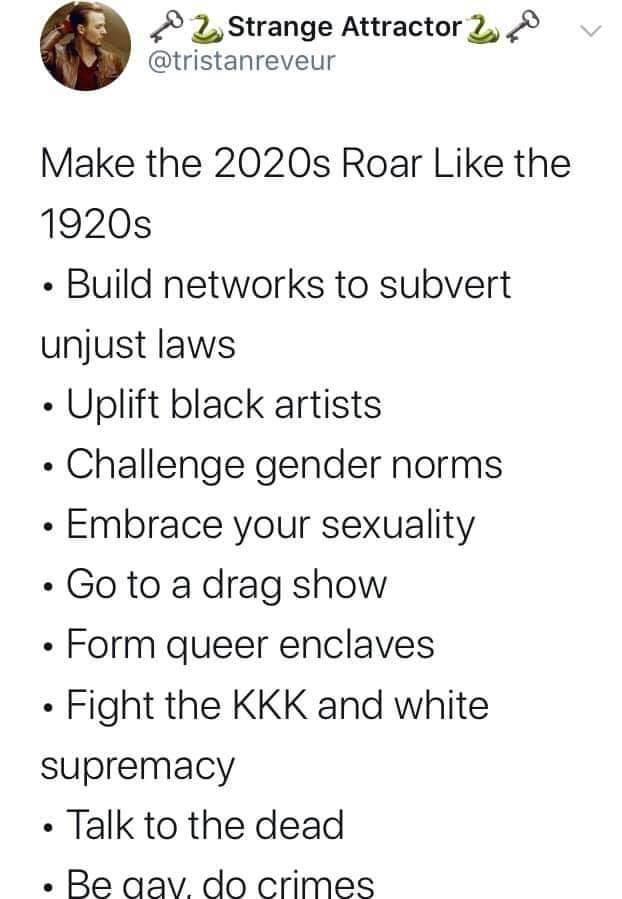 🗝🐍Strange Attractor🐍🗝
@tristanreveur
Make the 2020s Roar Like the
1920s
• Build networks to subvert
unjust laws
• Uplift black artists
• Challenge gender norms
• Embrace your sexuality
• Go to a drag show
• Form queer enclaves
• Fight the KKK and white
supremacy
• Talk to the dead
• Be gay, do crimes